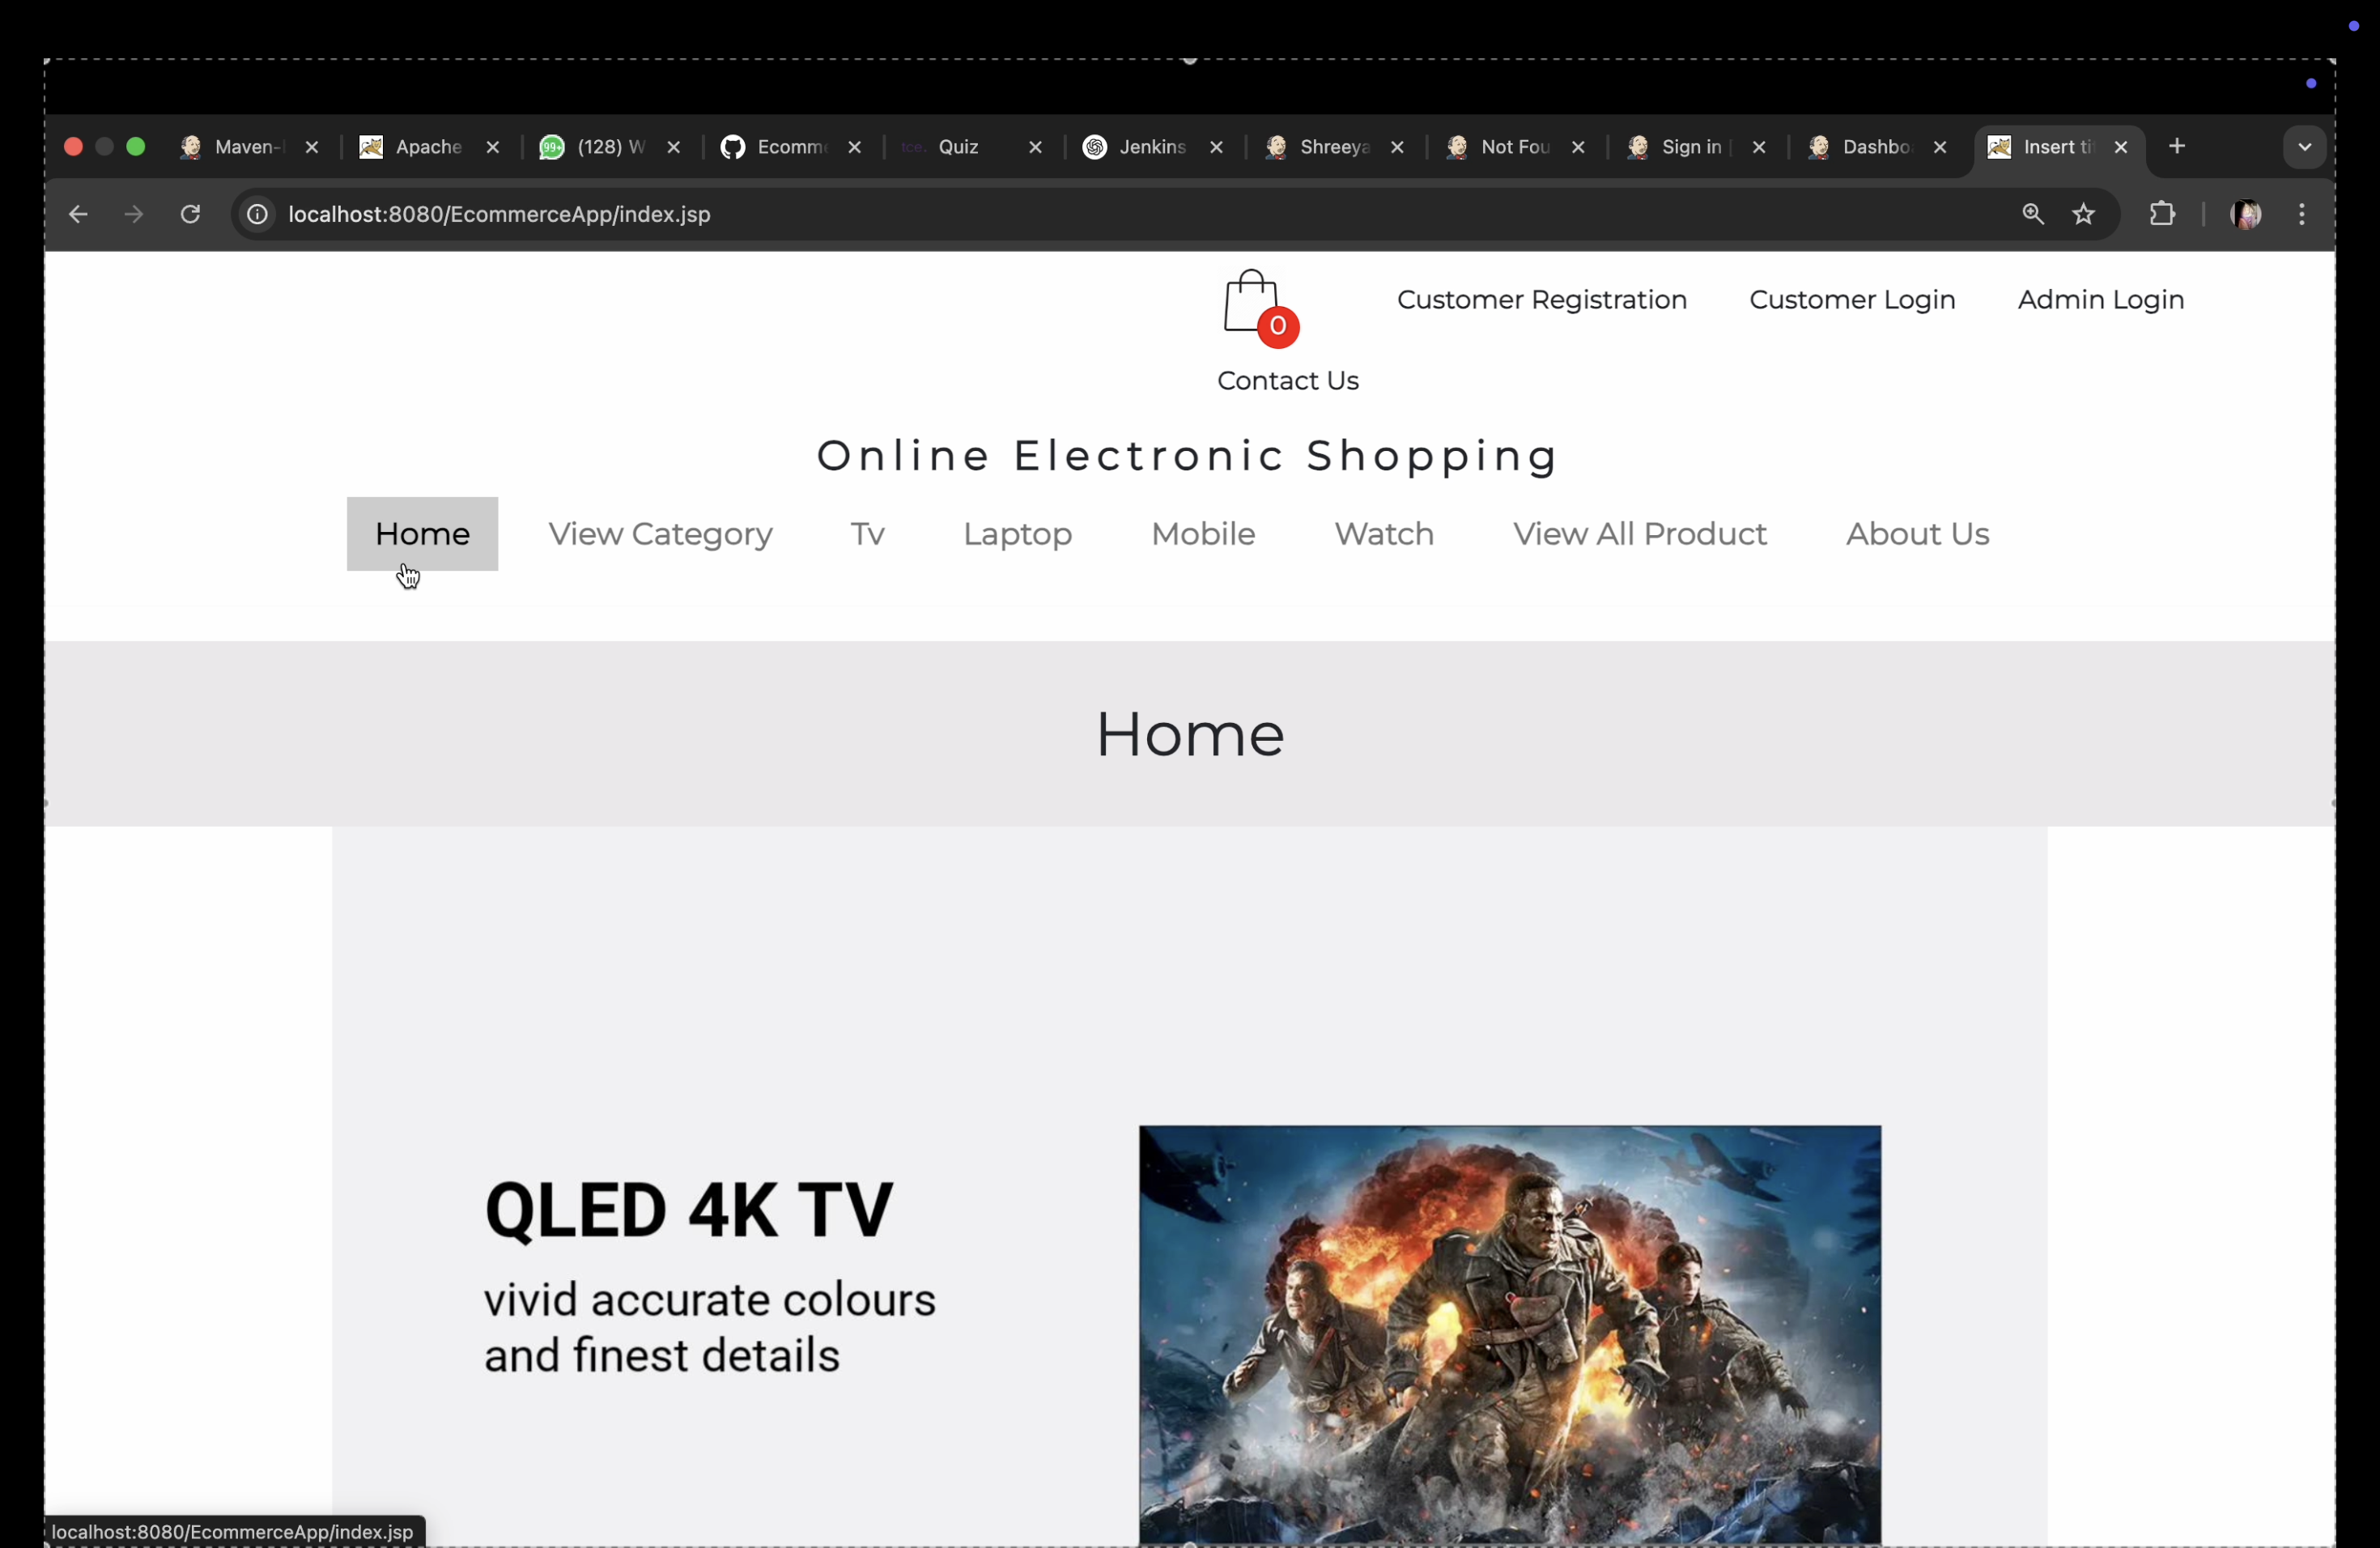 Maven-
Apache
99+
(128) W
Ecomme
tce.
Quiz
Jenkins
Shreeya
Not Fou
Sign in
Dashbo
Insert ti
localhost:8080/EcommerceApp/index.jsp
0
Customer Registration
Customer Login
Admin Login
Contact Us
Online Electronic Shopping
Home
View Category
Tv
Laptop
Mobile
Watch
View All Product
About Us
Home
QLED 4K TV
vivid accurate colours
and finest details
localhost:8080/EcommerceApp/index.jsp